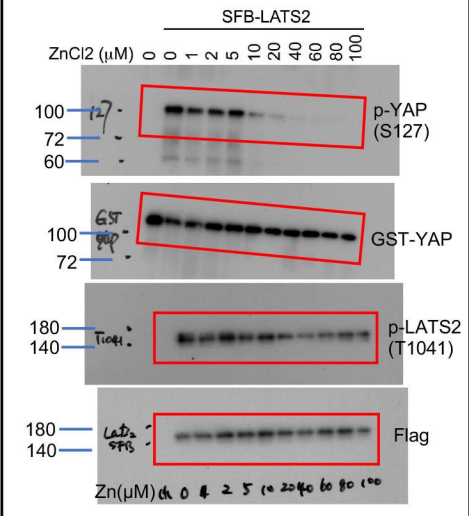 SFB-LATS2
ZnCl2 (μM) 0 0 1 2 5 10 20 40 60 80 100
100 127 p-YAP
72 (S127)
60
GST
100 YAP GST-YAP
72
180 T1041 p-LATS2
140 (T1041)
180 Lats2 Flag
140 SFB
Zn(μM) 0 1 2 5 10 20 40 60 80 100